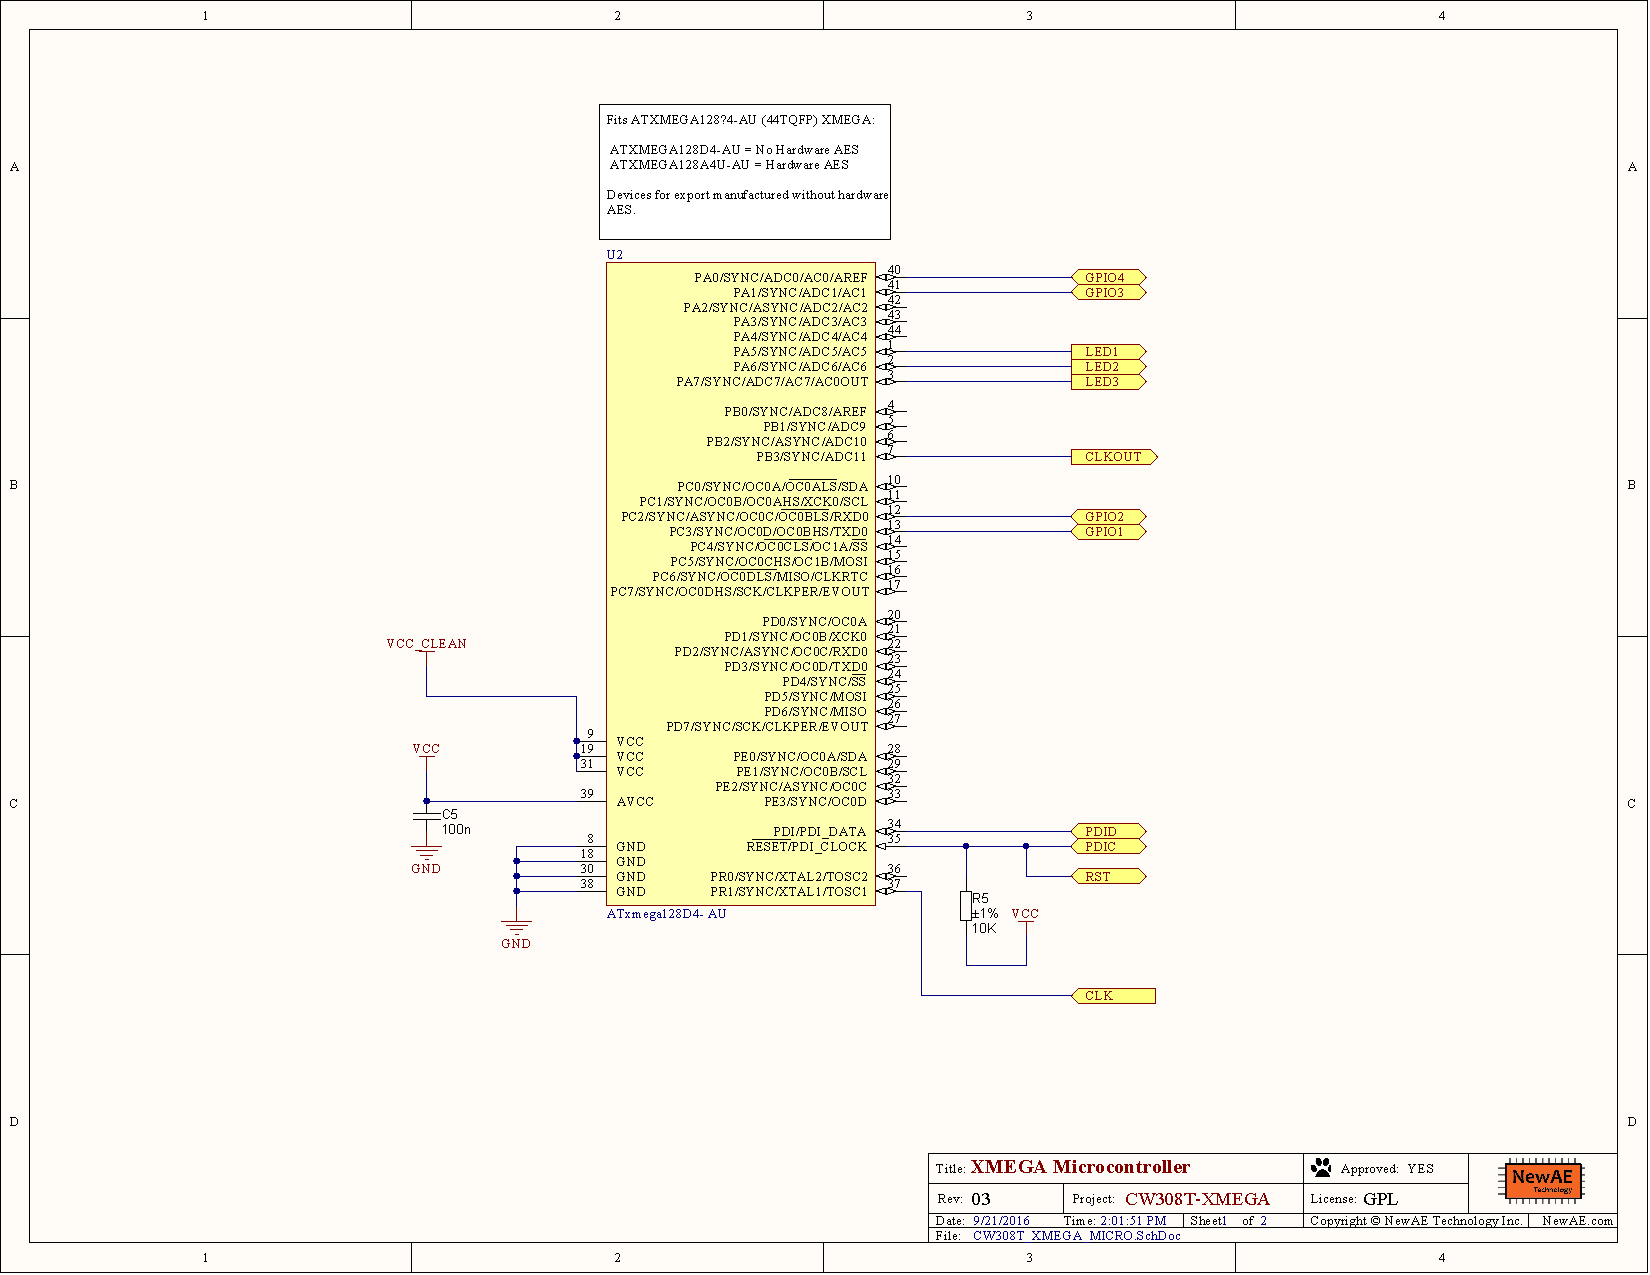 1 2 3 4
A A
Fits ATXMEGA128?4-AU (44TQFP) XMEGA:
ATXMEGA128D4-AU = No Hardware AES
ATXMEGA128A4U-AU = Hardware AES
Devices for export manufactured without hardware
AES.
U2
PA0/SYNC/ADC0/AC0/AREF 40 GPIO4
PA1/SYNC/ADC1/AC1 41 GPIO3
PA2/SYNC/ASYNC/ADC2/AC2 42
PA3/SYNC/ADC3/AC3 43
PA4/SYNC/ADC4/AC4 44
PA5/SYNC/ADC5/AC5 1 LED1
PA6/SYNC/ADC6/AC6 2 LED2
PA7/SYNC/ADC7/AC7/AC0OUT 3 LED3
PB0/SYNC/ADC8/AREF 4
PB1/SYNC/ADC9 5
PB2/SYNC/ASYNC/ADC10 6
PB3/SYNC/ADC11 7 CLKOUT
B B
PC0/SYNC/OC0A/OC0ALS/SDA 10
PC1/SYNC/OC0B/OC0AHS/XCK0/SCL 11
PC2/SYNC/ASYNC/OC0C/OC0BLS/RXD0 12 GPIO2
PC3/SYNC/OC0D/OC0BHS/TXD0 13 GPIO1
PC4/SYNC/OC0CLS/OC1A/SS 14
PC5/SYNC/OC0CHS/OC1B/MOSI 15
PC6/SYNC/OC0DLS/MISO/CLKRTC 16
PC7/SYNC/OC0DHS/SCK/CLKPER/EVOUT 17
PD0/SYNC/OC0A 20
PD1/SYNC/OC0B/XCK0 21
PD2/SYNC/ASYNC/OC0C/RXD0 22
PD3/SYNC/OC0D/TXD0 23
PD4/SYNC/SS 24
PD5/SYNC/MOSI 25
PD6/SYNC/MISO 26
PD7/SYNC/SCK/CLKPER/EVOUT 27
VCC_CLEAN
9 VCC
VCC 19 VCC PE0/SYNC/OC0A/SDA 28
31 VCC PE1/SYNC/OC0B/SCL 29
PE2/SYNC/ASYNC/OC0C 32
39 AVCC PE3/SYNC/OC0D 33
C C
C5
100n
GND
PDI/PDI_DATA 34 PDID
8 GND RESET/PDI_CLOCK 35 PDIC
18 GND
30 GND PR0/SYNC/XTAL2/TOSC2 36 RST
38 GND PR1/SYNC/XTAL1/TOSC1 37
ATxmega128D4- AU
GND
R5
±1%
10K
VCC
CLK
D D
Title: XMEGA Microcontroller Approved: YES
NewAE
Technology
Rev: 03 Project: CW308T-XMEGA License: GPL
Date: 9/21/2016 Time: 2:01:51 PM Sheet1 of 2 Copyright © NewAE Technology Inc. NewAE.com
File: CW308T_XMEGA_MICRO.SchDoc
1 2 3 4